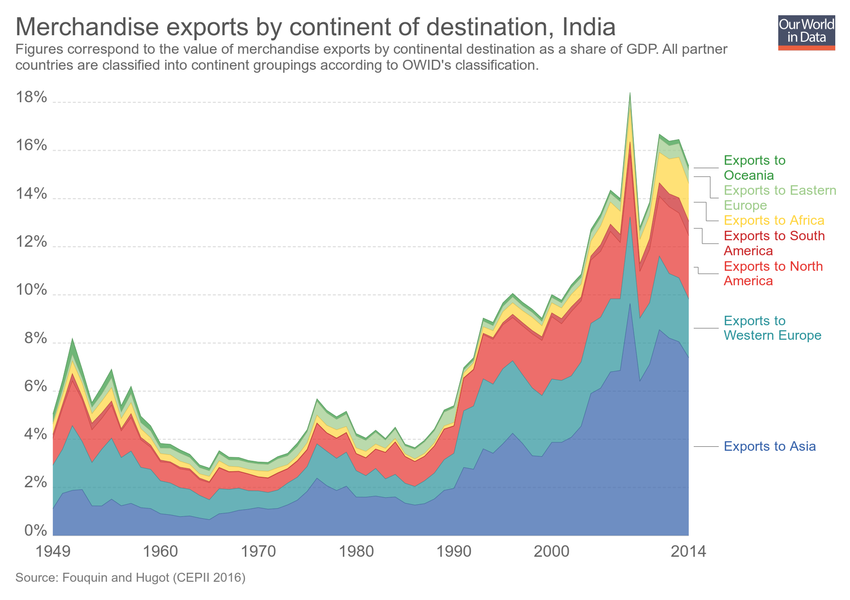 Merchandise exports by continent of destination, India
Our World
in Data
Figures correspond to the value of merchandise exports by continental destination as a share of GDP. All partner
countries are classified into continent groupings according to OWID's classification.
18%
16%
14%
12%
10%
8%
6%
4%
2%
0%
1949
1960
1970
1980
1990
2000
2014
Exports to
Oceania
Exports to Eastern
Europe
Exports to Africa
Exports to South
America
Exports to North
America
Exports to
Western Europe
Exports to Asia
Source: Fouquin and Hugot (CEPII 2016)